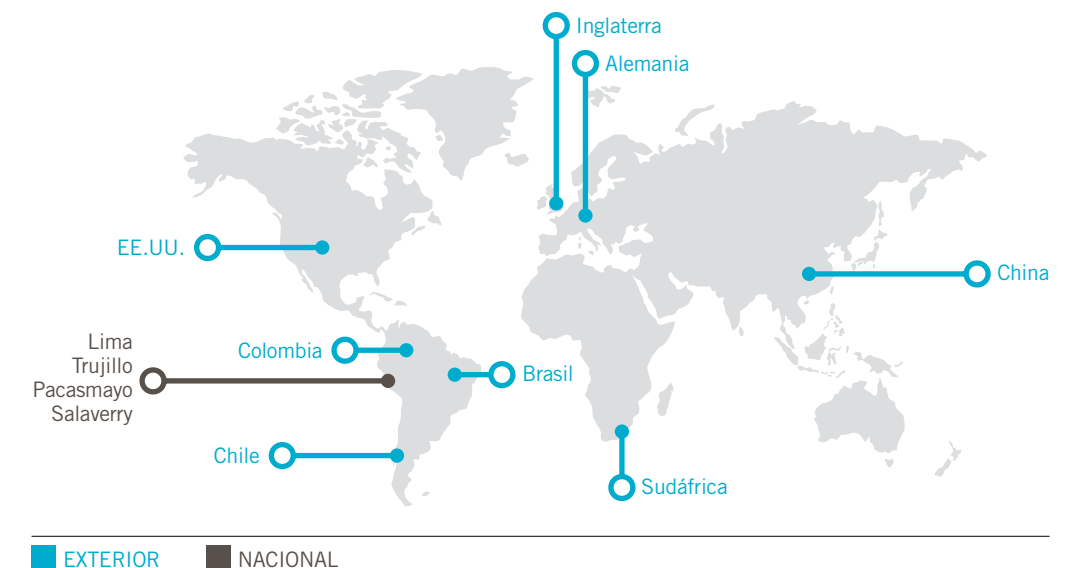 Inglaterra
Alemania
EE.UU.
China
Lima
Trujillo
Pacasmayo
Salaverry
Colombia
Brasil
Chile
Sudáfrica
EXTERIOR
NACIONAL